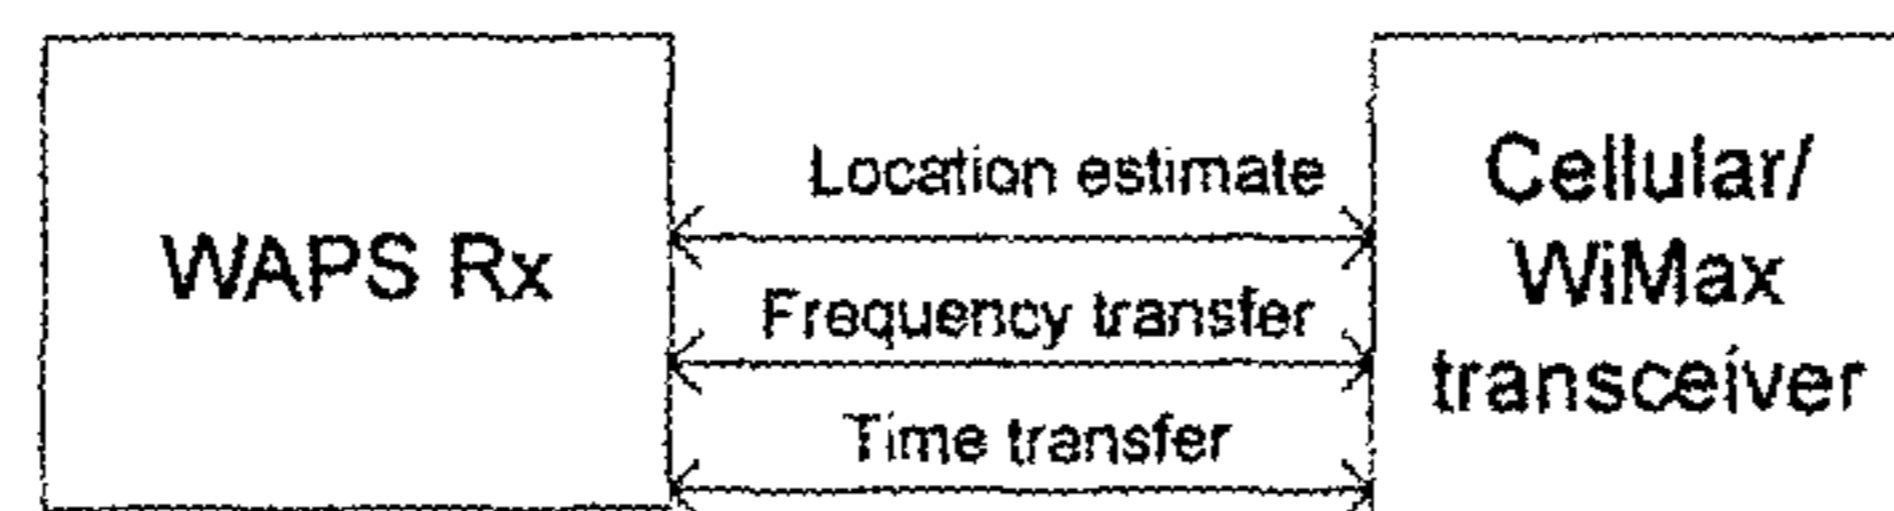 WAPS Rx
Location estimate
Frequency transfer
Time transfer
Cellular/
WiMax
transceiver